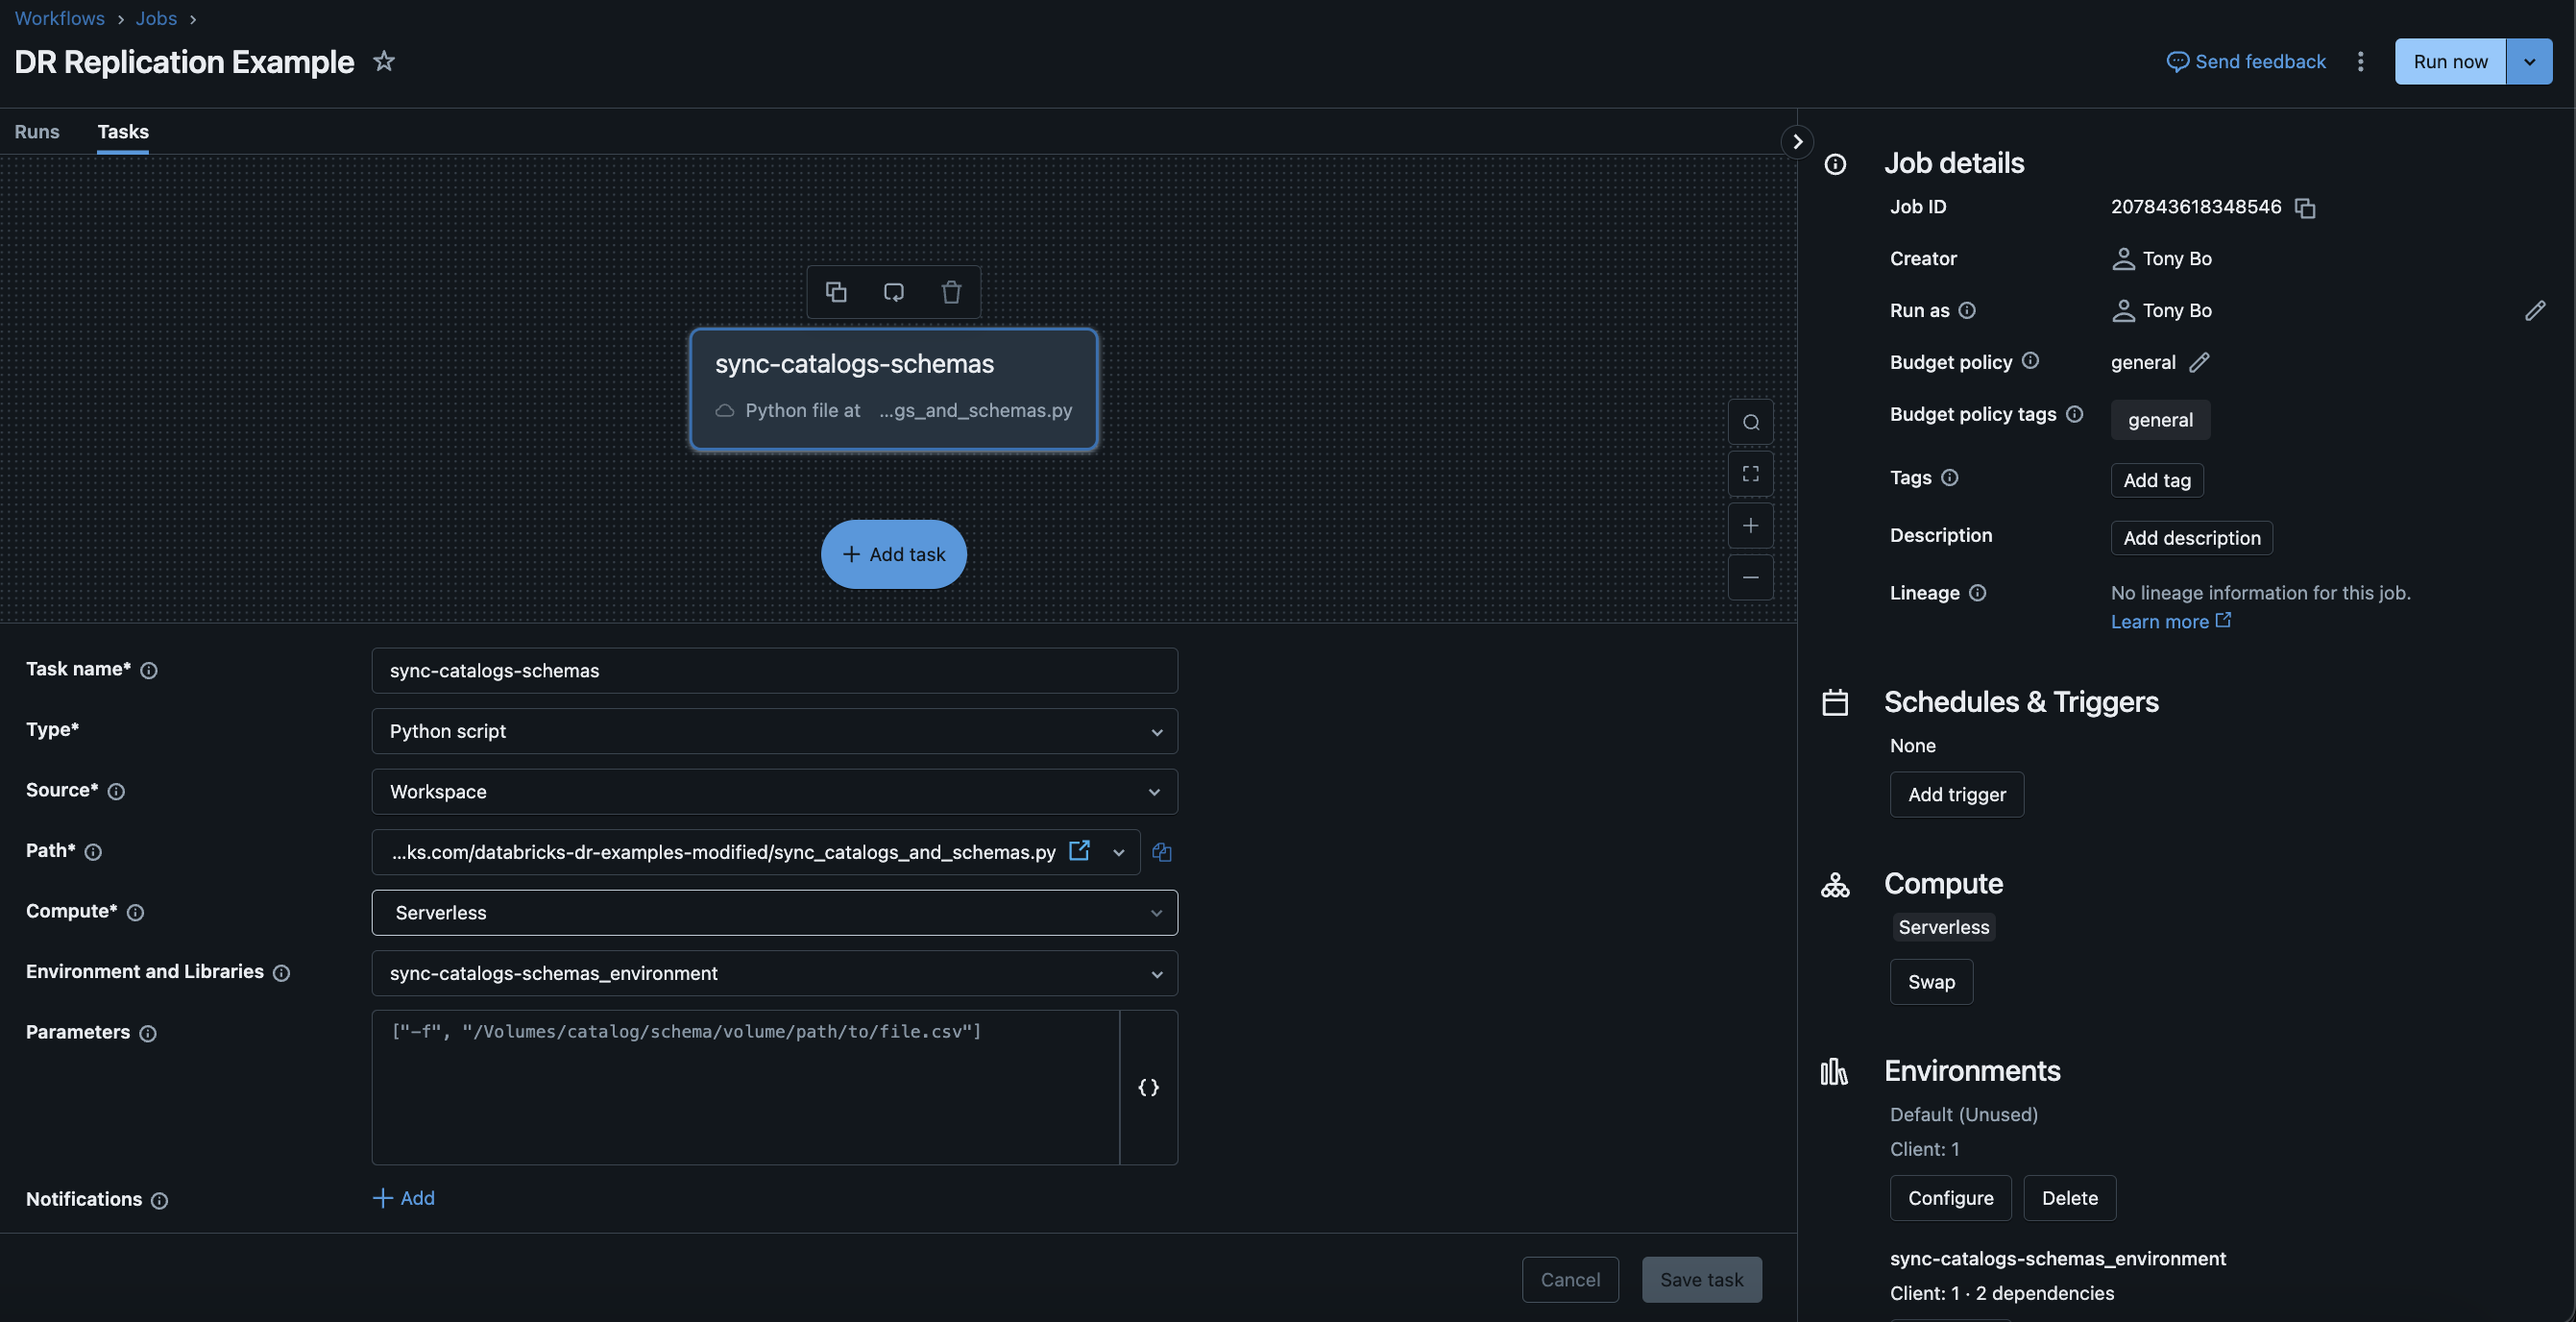 Workflows > Jobs >
DR Replication Example
Send feedback
Run now
Runs
Tasks
sync-catalogs-schemas
Python file at ...gs_and_schemas.py
+ Add task
Task name*
sync-catalogs-schemas
Type*
Python script
Source*
Workspace
Path*
...ks.com/databricks-dr-examples-modified/sync_catalogs_and_schemas.py
Compute*
Serverless
Environment and Libraries
sync-catalogs-schemas_environment
Parameters
["-f", "/Volumes/catalog/schema/volume/path/to/file.csv"]
{}
Notifications
+ Add
Cancel
Save task
Job details
Job ID
207843618348546
Creator
Tony Bo
Run as
Tony Bo
Budget policy
general
Budget policy tags
general
Tags
Add tag
Description
Add description
Lineage
No lineage information for this job.
Learn more
Schedules & Triggers
None
Add trigger
Compute
Serverless
Swap
Environments
Default (Unused)
Client: 1
Configure
Delete
sync-catalogs-schemas_environment
Client: 1 · 2 dependencies